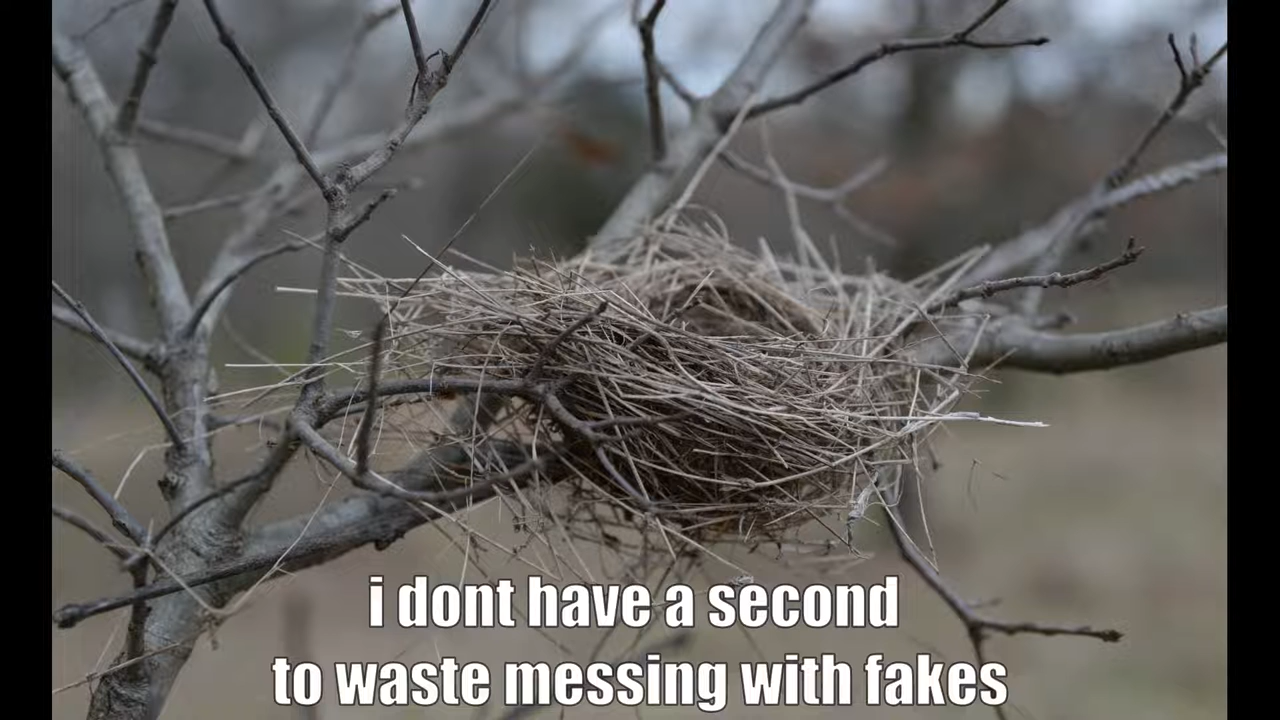 i dont have a second
to waste messing with fakes